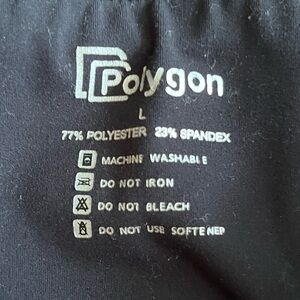 Polygon
L
77% POLYESTER 23% SPANDEX
MACHINE WASHABLE
DO NOT IRON
DO NOT BLEACH
DO NOT USE SOFTENER